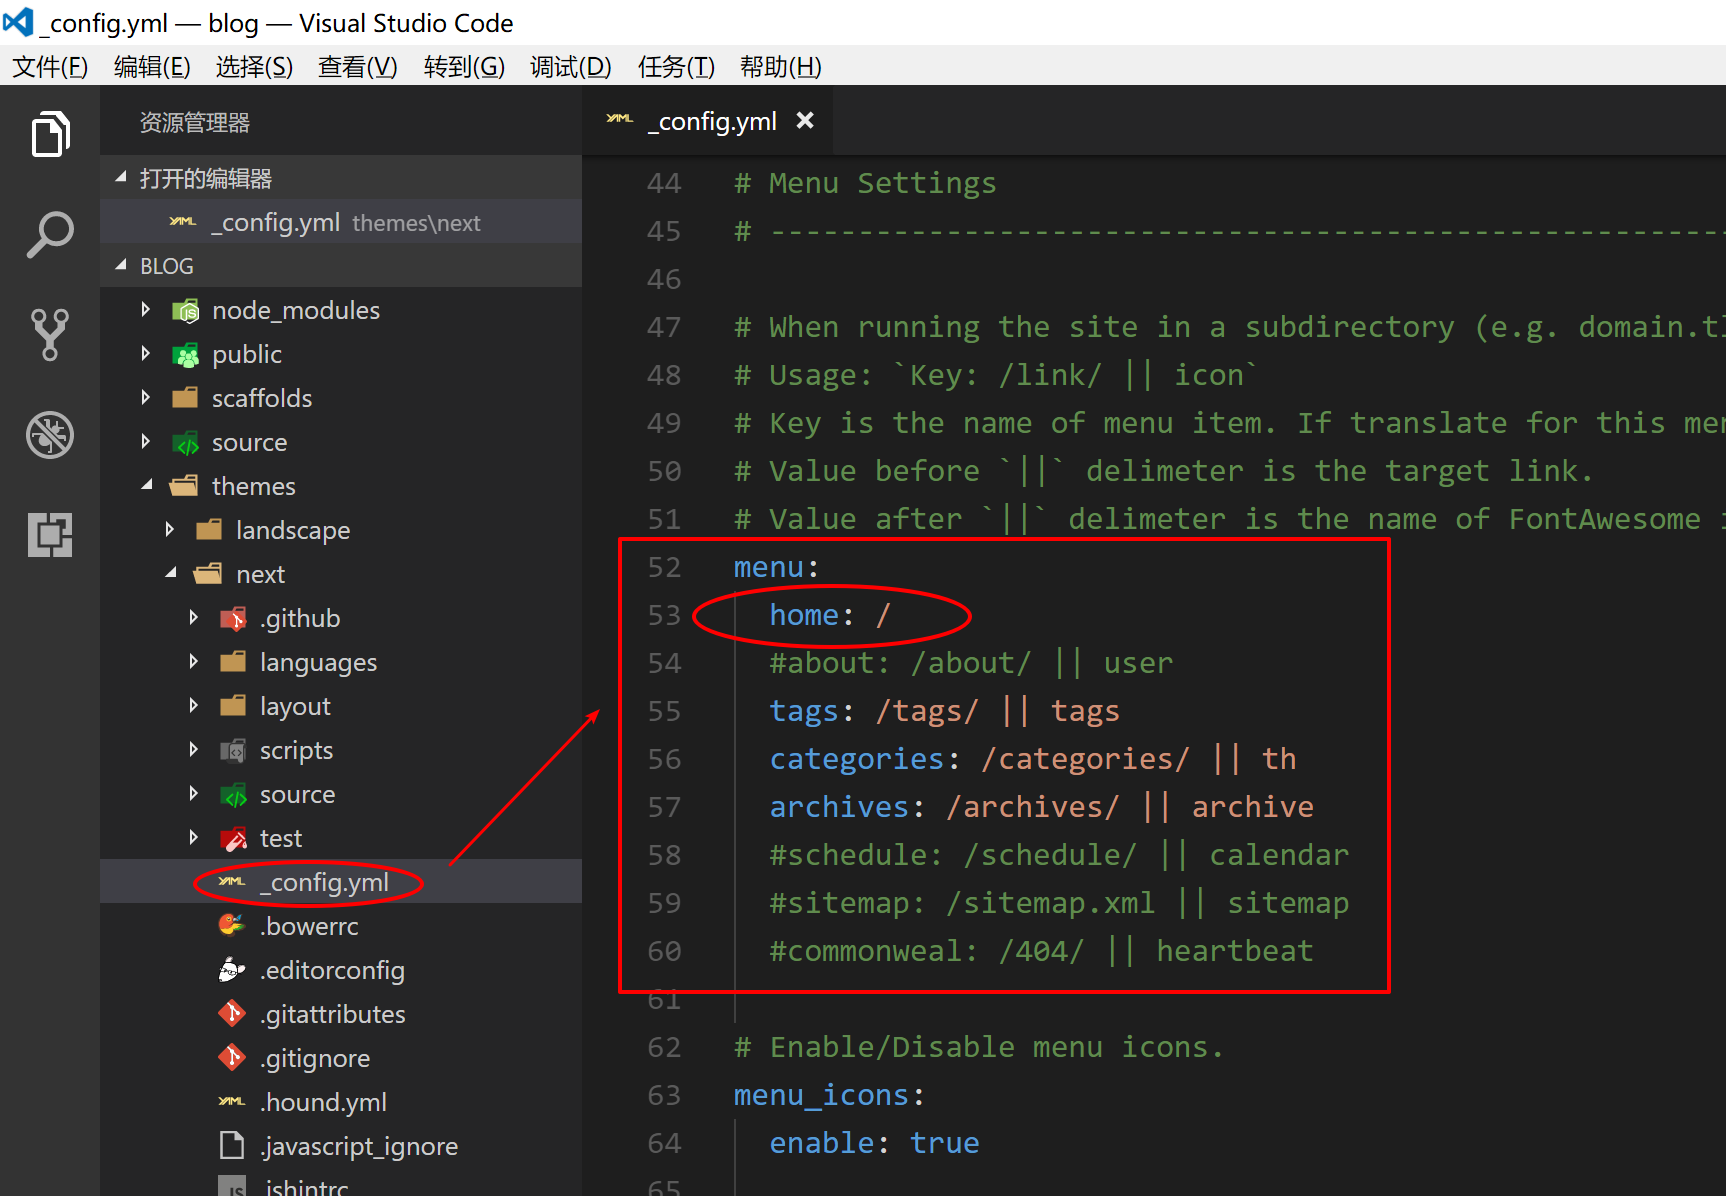 _config.yml — blog — Visual Studio Code
文件(F) 编辑(E) 选择(S) 查看(V) 转到(G) 调试(D) 任务(T) 帮助(H)
资源管理器
打开的编辑器
_config.yml themes\next
BLOG
node_modules
public
scaffolds
source
themes
landscape
next
.github
languages
layout
scripts
source
test
_config.yml
.bowerrc
.editorconfig
.gitattributes
.gitignore
.hound.yml
.javascript_ignore
.jshintrc
_config.yml
44 # Menu Settings
45 # ------------------------------------------------------
46
47 # When running the site in a subdirectory (e.g.
48 # Usage: `Key: /link/ || icon`
49 # Key is the name of menu item. If translate for this
50 # Value before `||` delimeter is the target link.
51 # Value after `||` delimeter is the name of FontAwesome
52 menu:
53 home: /
54 #about: /about/ || user
55 tags: /tags/ || tags
56 categories: /categories/ || th
57 archives: /archives/ || archive
58 #schedule: /schedule/ || calendar
59 #sitemap: /sitemap.xml || sitemap
60 #commonweal: /404/ || heartbeat
61
62 # Enable/Disable menu icons.
63 menu_icons:
64 enable: true
65